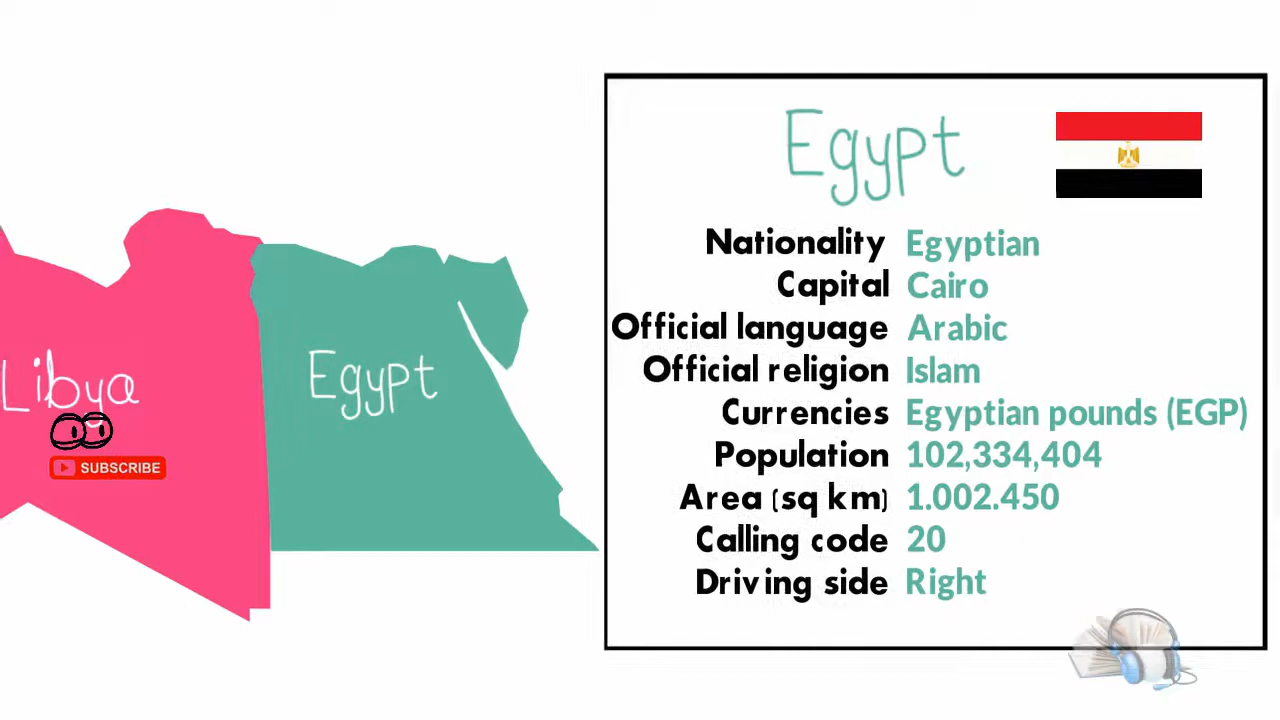 Egypt
Nationality Egyptian
Capital Cairo
Official language Arabic
Official religion Islam
Currencies Egyptian pounds (EGP)
Population 102,334,404
Area (sq km) 1.002.450
Calling code 20
Driving side Right
Libya
Egypt
SUBSCRIBE